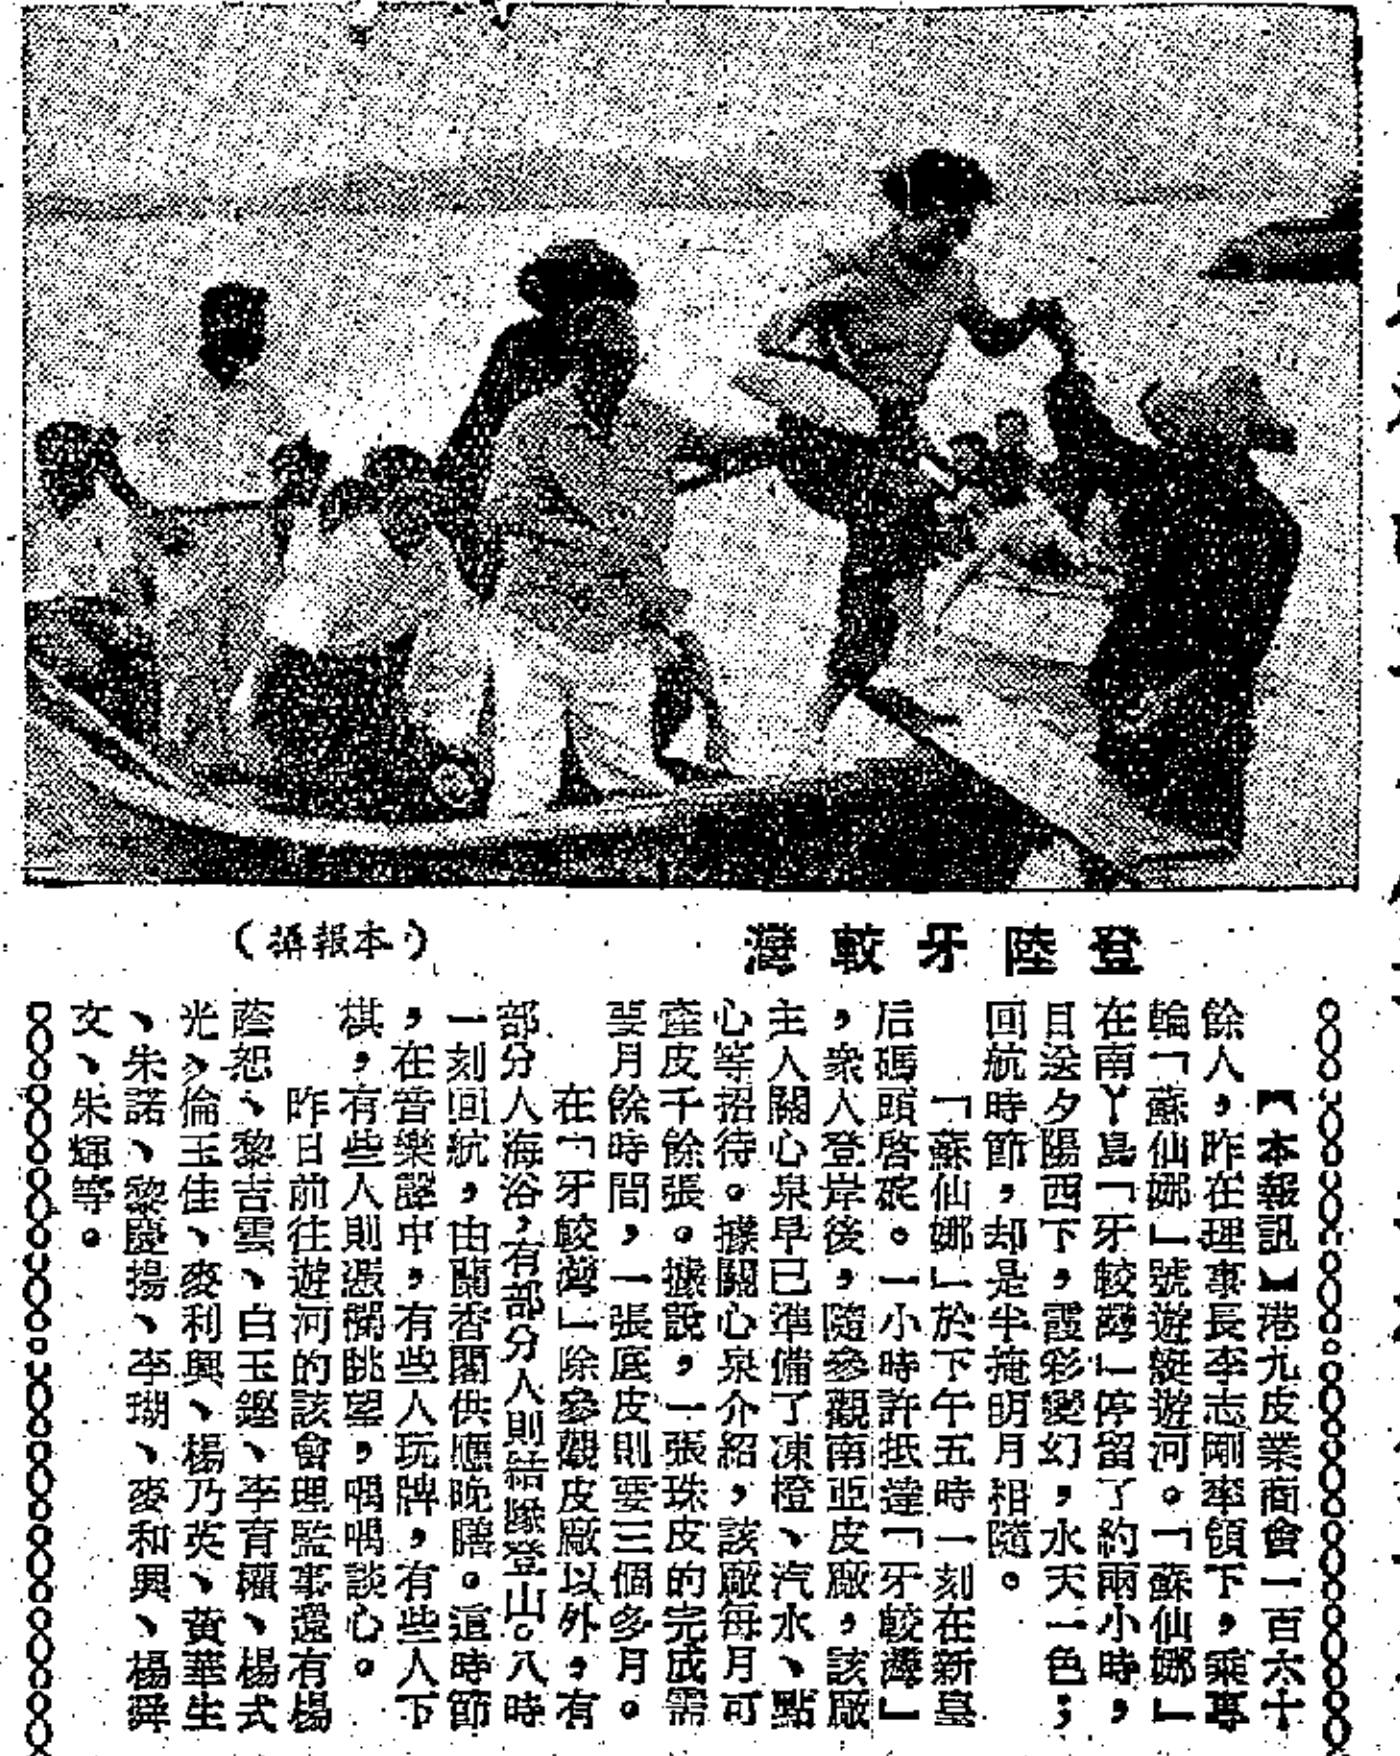 登陸牙較灣
（本報攝）
【本報訊】港九皮業商會一百六十
餘人，昨在理事長李志剛率領下，乘專
輪「蘇仙娜」號遊艇遊河。「蘇仙娜」
在南丫島「牙較灣」停留了約兩小時，
目送夕陽西下，霞彩變幻，水天一色；
回航時節，却是半掩明月相隨。
「蘇仙娜」於下午五時一刻在新皇
后碼頭啓碇。一小時許抵達「牙較灣」
，衆人登岸後，隨參觀南亞皮廠，該廠
主人關心泉早已準備了凍橙、汽水、點
心等招待。據關心泉介紹，該廠每月可
產皮千餘張。據說，一張珠皮的完成需
要月餘時間，一張底皮則要三個多月。
在「牙較灣」除參觀皮廠以外，有
部分人海浴，有部分人則結隊登山。八時
一刻回航，由蘭香閣供應晚膳。這時節
，在音樂聲中，有些人玩牌，有些人下
棋，有些人則憑欄眺望，喁喁談心。
昨日前往遊河的該會理監事還有楊
蔭恕、黎吉雲、白玉鏗、李育權、楊式
光、倫玉佳、麥利興、楊乃英、黃華生
、朱諾、黎慶揚、李瑚、麥和興、楊舜
文、朱輝等。